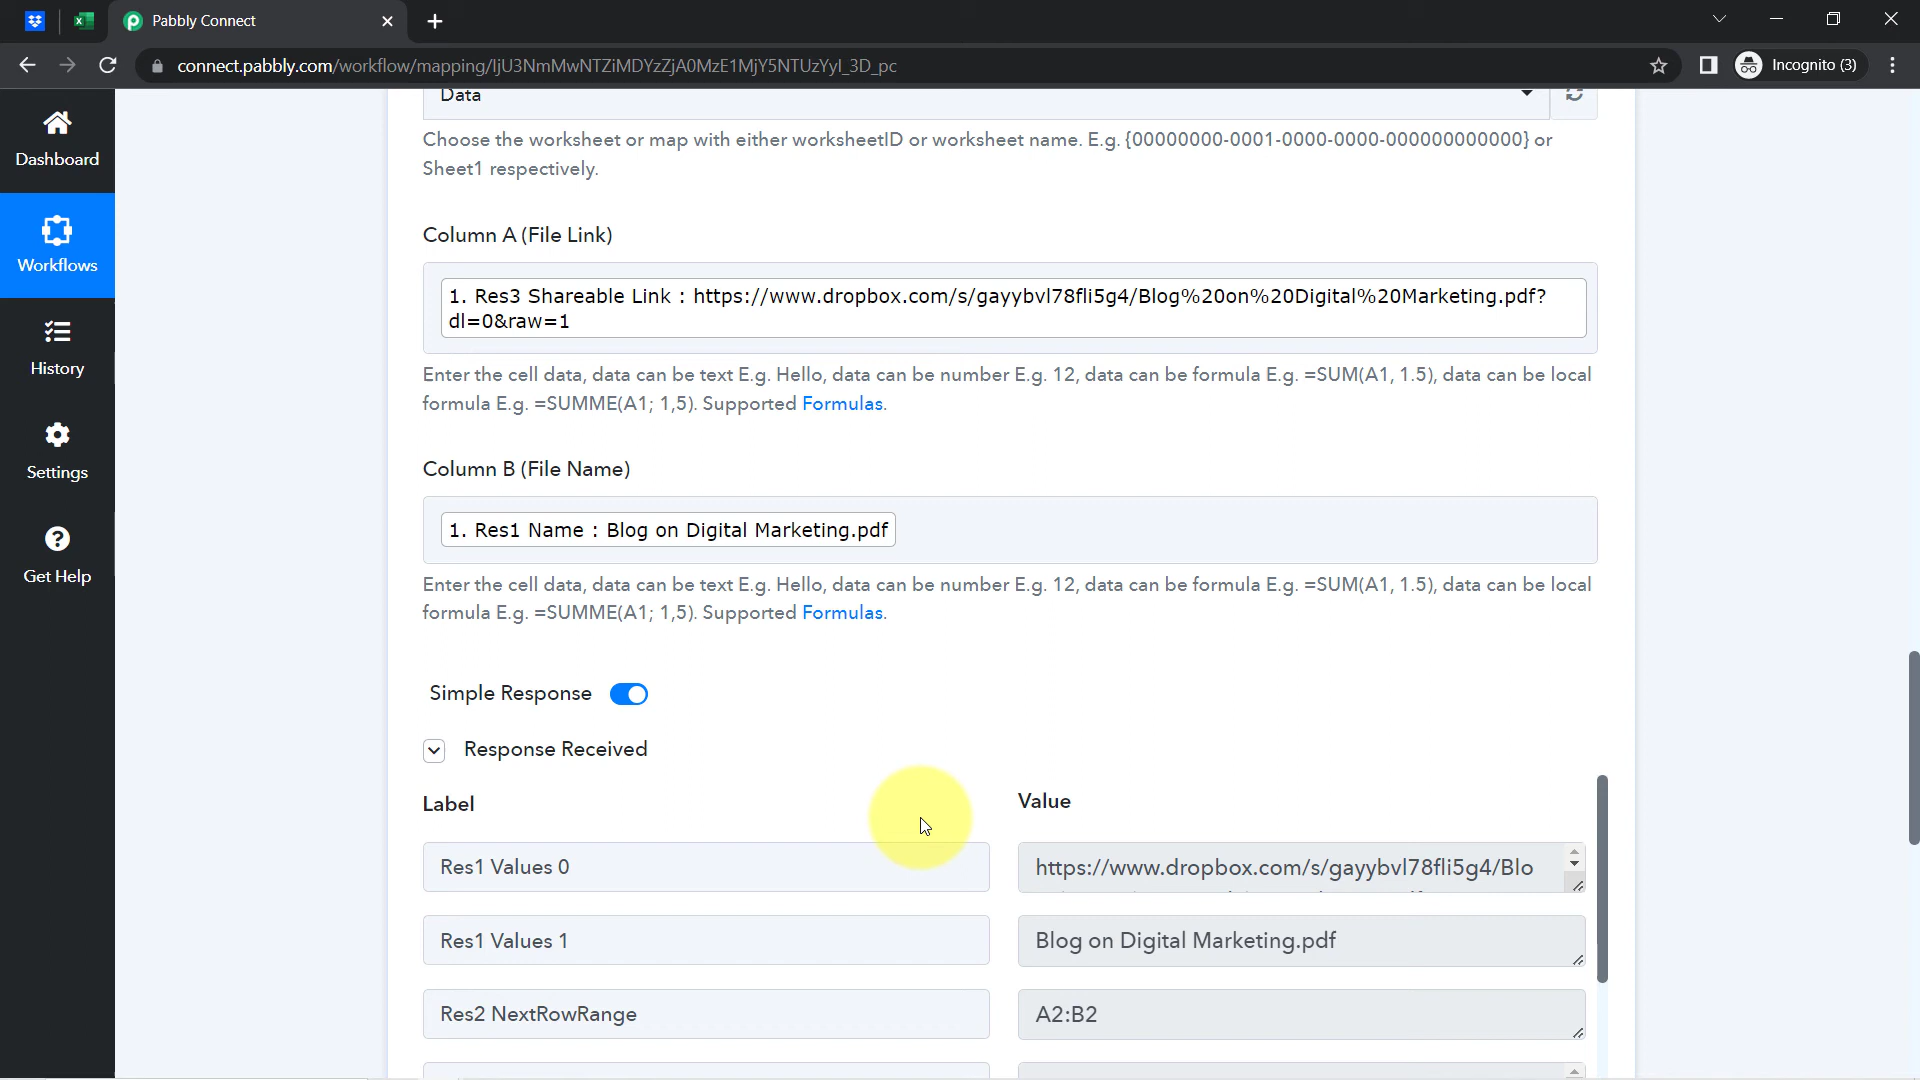 Pabbly Connect
connect.pabbly.com/workflow/mapping/IjU3NmMwNTZiMDYzZjA0MzE1MjY5NTUzYyI_3D_pc
Incognito (3)
Data
Choose the worksheet or map with either worksheetID or worksheet name. E.g. {00000000-0001-0000-0000-000000000000} or
Sheet1 respectively.
Dashboard
Workflows
History
Settings
Get Help
Column A (File Link)
1. Res3 Shareable Link : https://www.dropbox.com/s/gayybvl78fli5g4/Blog%20on%20Digital%20Marketing.pdf?
dl=0&raw=1
Enter the cell data, data can be text E.g. Hello, data can be number E.g. 12, data can be formula E.g. =SUM(A1, 1.5), data can be local
formula E.g. =SUMME(A1; 1,5). Supported Formulas.
Column B (File Name)
1. Res1 Name : Blog on Digital Marketing.pdf
Enter the cell data, data can be text E.g. Hello, data can be number E.g. 12, data can be formula E.g. =SUM(A1, 1.5), data can be local
formula E.g. =SUMME(A1; 1,5). Supported Formulas.
Simple Response
Response Received
Label
Value
Res1 Values 0
https://www.dropbox.com/s/gayybvl78fli5g4/Blo
Res1 Values 1
Blog on Digital Marketing.pdf
Res2 NextRowRange
A2:B2